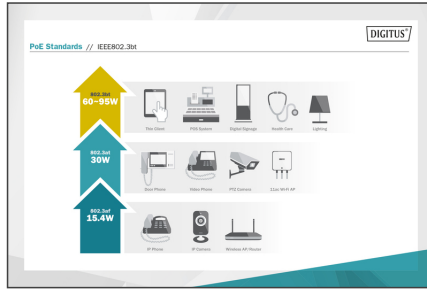 DIGITUS®
PoE Standards // IEEE802.3bt
802.3bt
60~95W
Thin Client
POS System
Digital Signage
Health Care
Lighting
802.3at
30W
Door Phone
Video Phone
PTZ Camera
11ac Wi-Fi AP
802.3af
15.4W
IP Phone
IP Camera
Wireless AP/Router